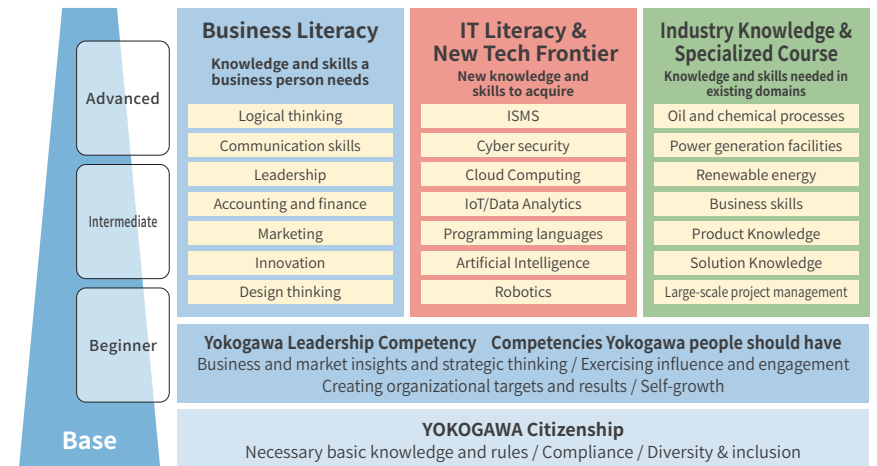 Advanced
Intermediate
Beginner
Base
Business Literacy
Knowledge and skills a
business person needs
Logical thinking
Communication skills
Leadership
Accounting and finance
Marketing
Innovation
Design thinking
IT Literacy &
New Tech Frontier
New knowledge and
skills to acquire
ISMS
Cyber security
Cloud Computing
IoT/Data Analytics
Programming languages
Artificial Intelligence
Robotics
Industry Knowledge &
Specialized Course
Knowledge and skills needed in
existing domains
Oil and chemical processes
Power generation facilities
Renewable energy
Business skills
Product Knowledge
Solution Knowledge
Large-scale project management
Yokogawa Leadership Competency Competencies Yokogawa people should have
Business and market insights and strategic thinking / Exercising influence and engagement
Creating organizational targets and results / Self-growth
YOKOGAWA Citizenship
Necessary basic knowledge and rules / Compliance / Diversity & inclusion